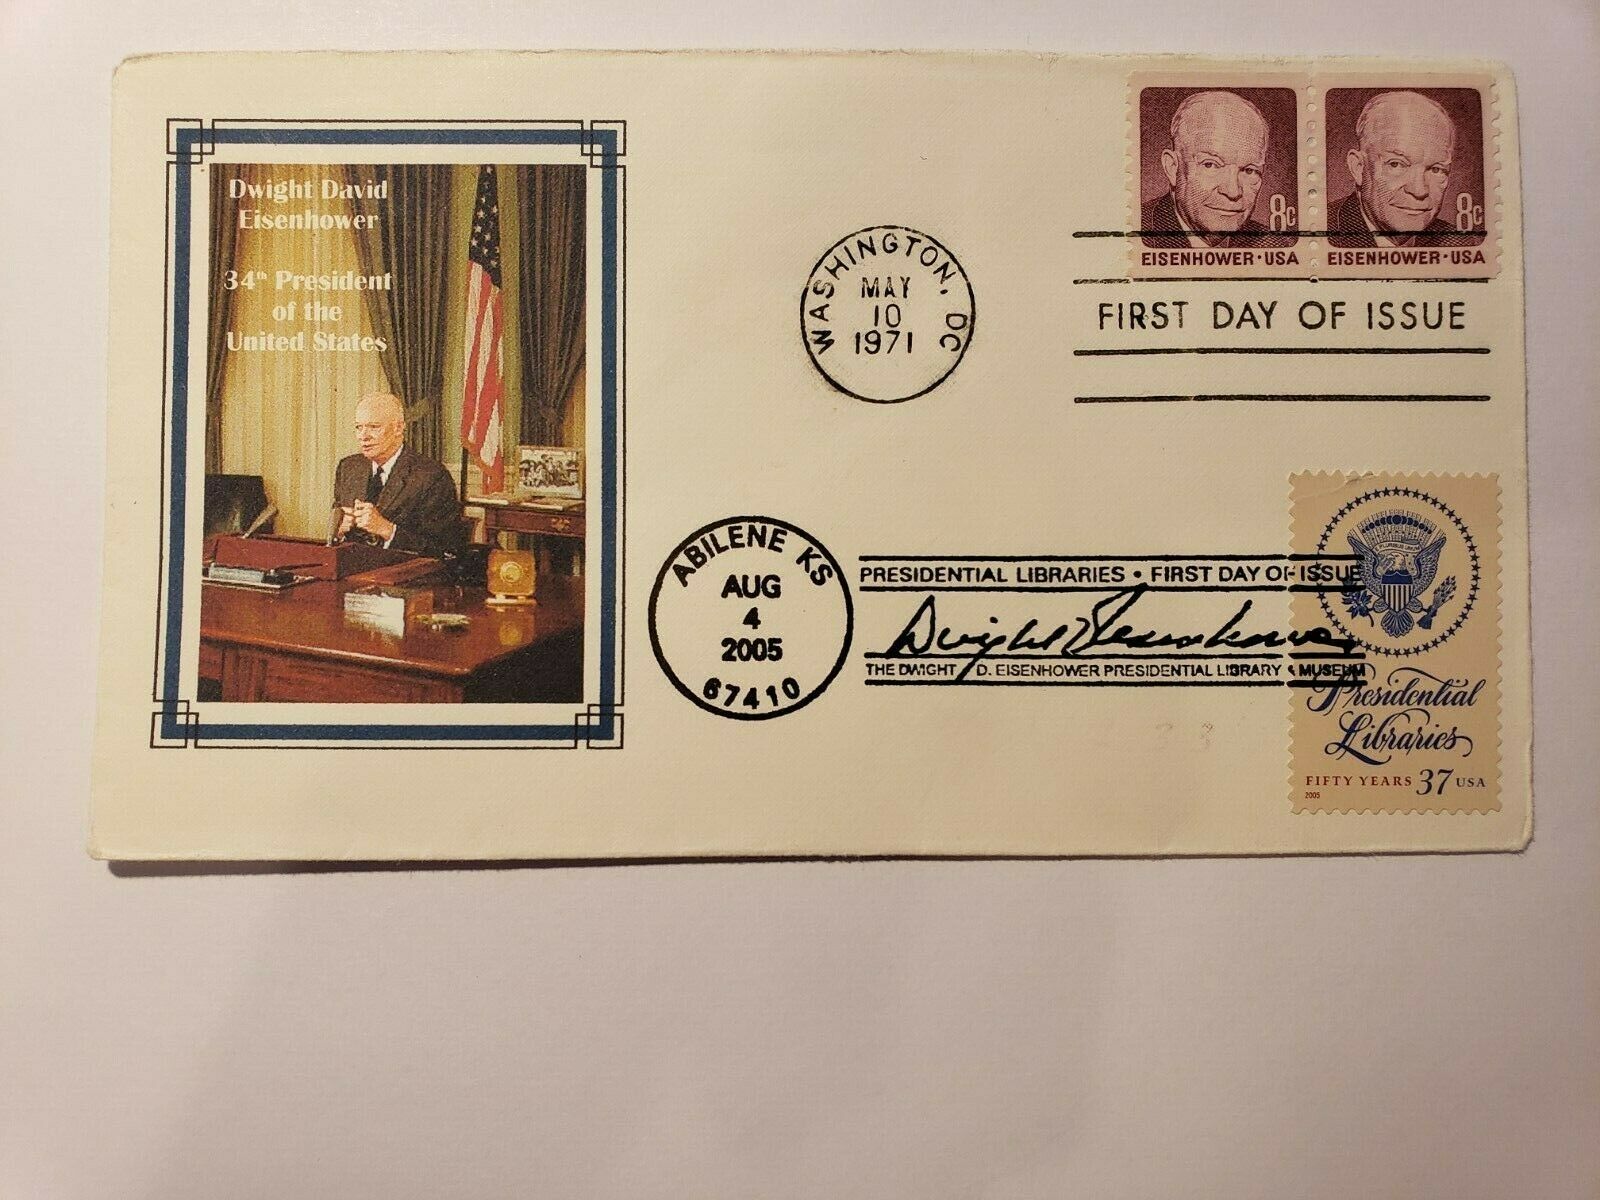 Dwight David
Eisenhower
34th President
of the
United States
WASHINGTON, DC
MAY
10
1971
8c
8c
EISENHOWER·USA
EISENHOWER·USA
FIRST DAY OF ISSUE
ABILENE KS
AUG
4
2005
67410
PRESIDENTIAL LIBRARIES • FIRST DAY OF ISSUE
Dwight D Eisenhower
THE DWIGHT D. EISENHOWER PRESIDENTIAL LIBRARY & MUSEUM
Presidential
Libraries
FIFTY YEARS 37 USA
2005